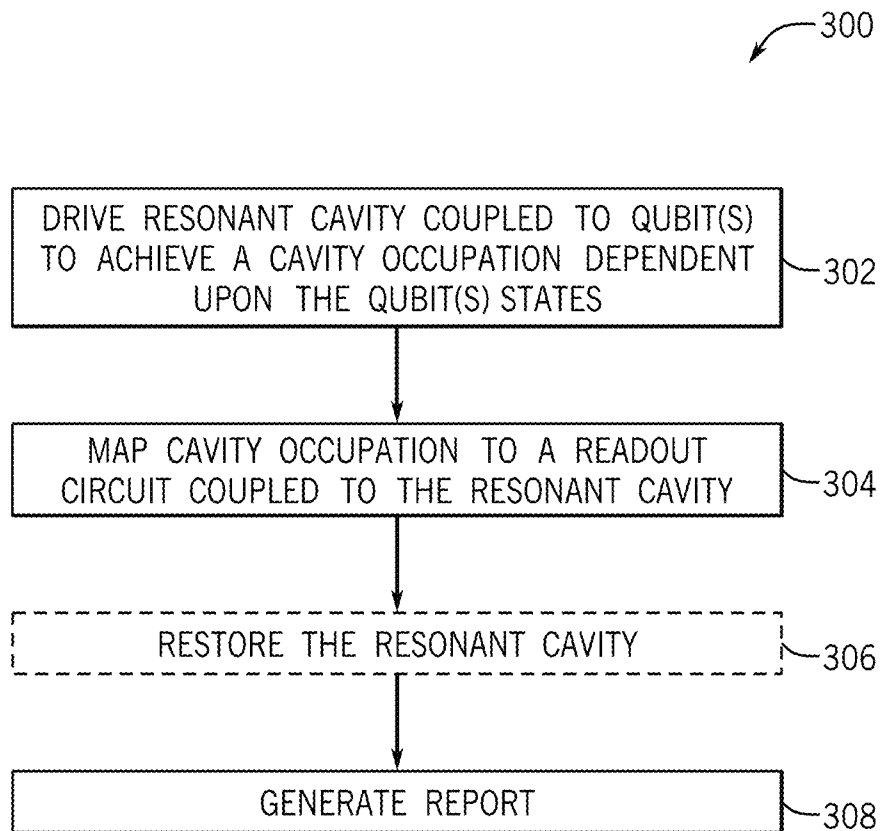 300
DRIVE RESONANT CAVITY COUPLED TO QUBIT(S)
TO ACHIEVE A CAVITY OCCUPATION DEPENDENT
UPON THE QUBIT(S) STATES
302
MAP CAVITY OCCUPATION TO A READOUT
CIRCUIT COUPLED TO THE RESONANT CAVITY
304
RESTORE THE RESONANT CAVITY
306
GENERATE REPORT
308